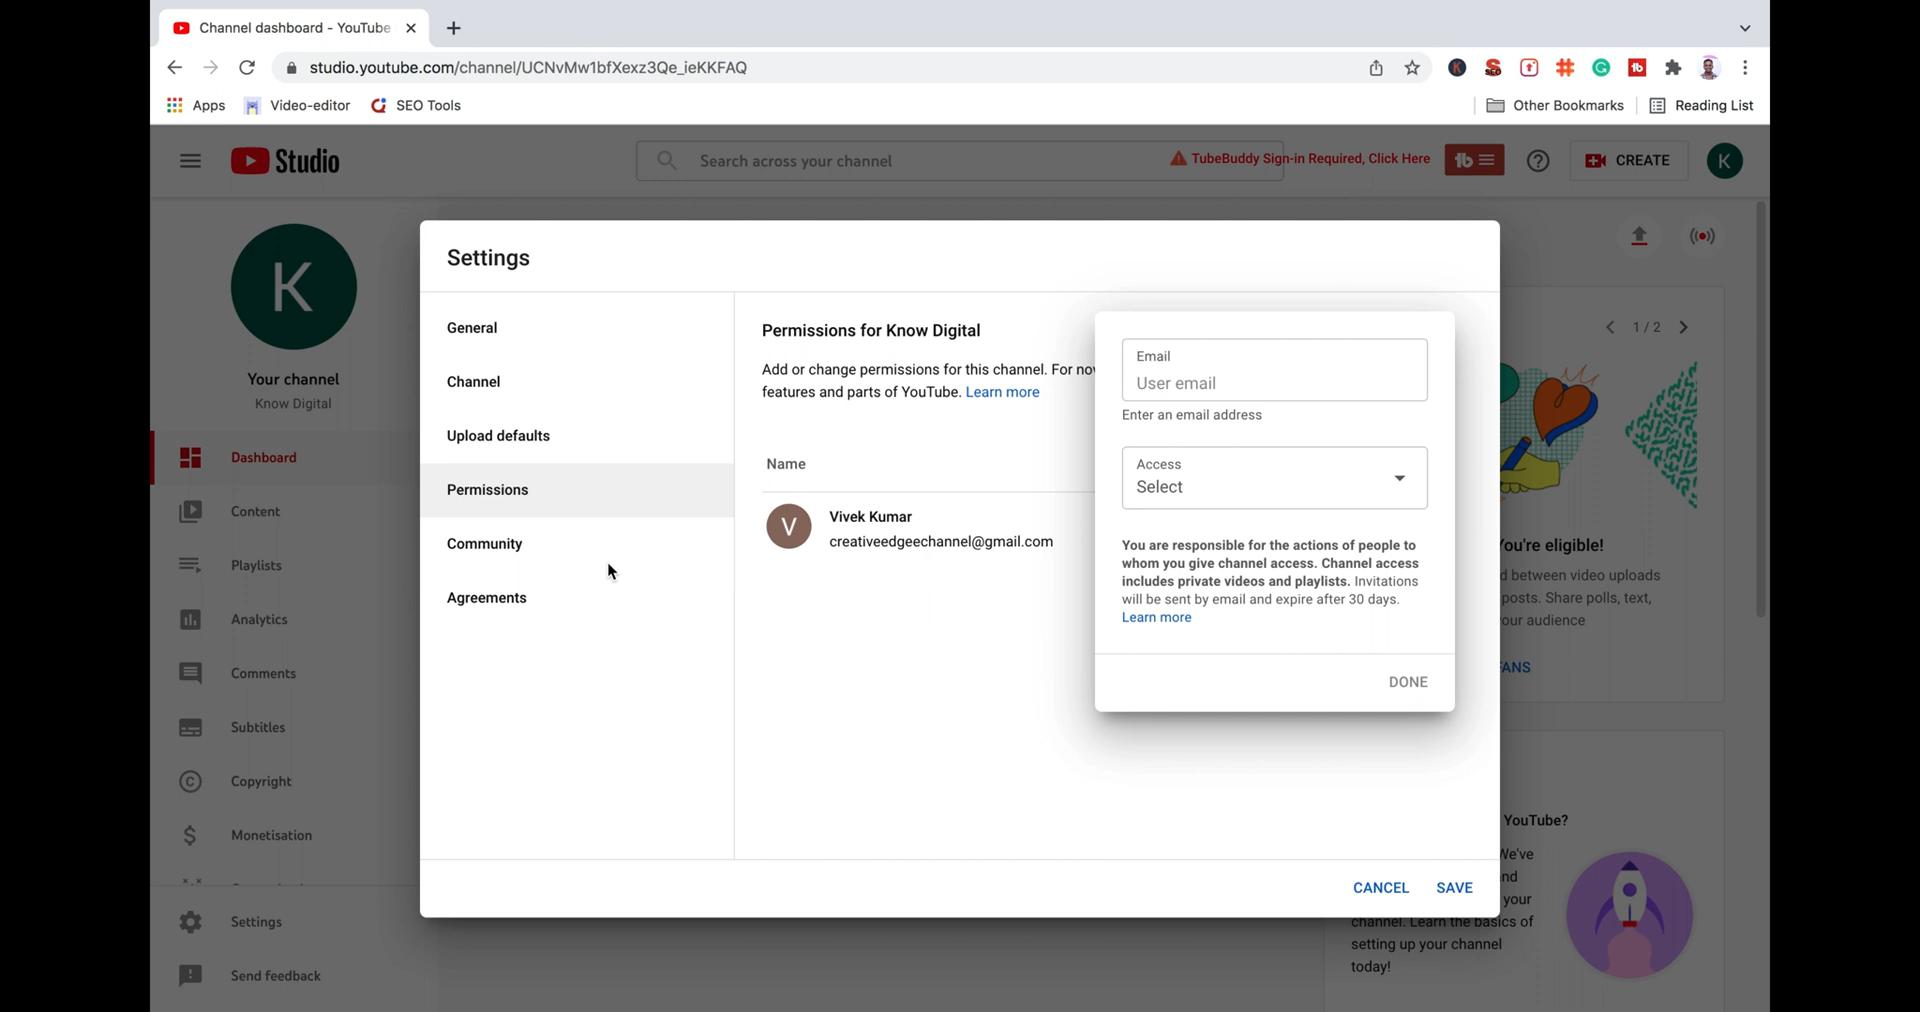 Channel dashboard - YouTube
studio.youtube.com/channel/UCNvMw1bfXexz3Qe_ieKKFAQ
K
SEO
tb
Apps
Video-editor
SEO Tools
Other Bookmarks
Reading List
Studio
Search across your channel
TubeBuddy Sign-in Required, Click Here
tb
?
CREATE
K
K
Your channel
Know Digital
Dashboard
Content
Playlists
Analytics
Comments
Subtitles
Copyright
Monetisation
Settings
Send feedback
Settings
General
Channel
Upload defaults
Permissions
Community
Agreements
Permissions for Know Digital
Add or change permissions for this channel. For now
features and parts of YouTube. Learn more
Name
V
Vivek Kumar
creativeedgeechannel@gmail.com
Email
User email
Enter an email address
Access
Select
You are responsible for the actions of people to
whom you give channel access. Channel access
includes private videos and playlists. Invitations
will be sent by email and expire after 30 days.
Learn more
DONE
CANCEL
SAVE
1 / 2
You're eligible!
d between video uploads
posts. Share polls, text,
our audience
FANS
YouTube?
We've
nd
your
channel. Learn the basics of
setting up your channel
today!